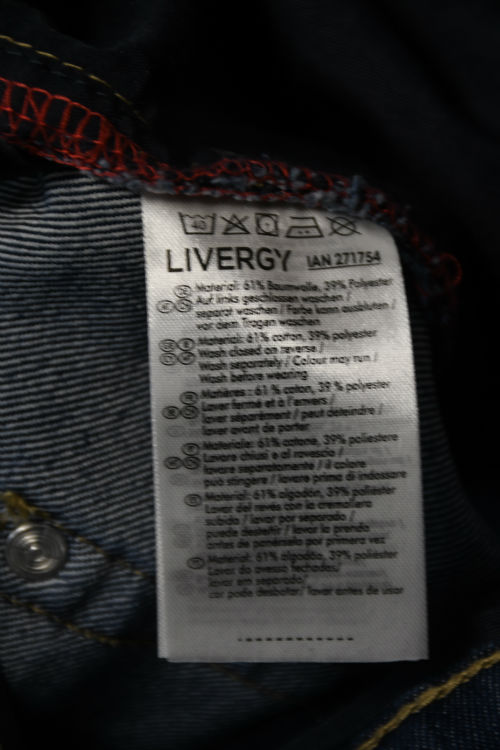 40
LIVERGY IAN 271754
Material: 61% Baumwolle, 39% Polyester
Auf links geschlossen waschen /
separat waschen / Farbe kann ausbluten /
vor dem Tragen waschen
Material: 61% cotton, 39% polyester
Wash closed on reverse /
Wash separately / Colour may run /
Wash before wearing
Matières : 61 % coton, 39 % polyester
Laver fermé et à l'envers /
laver séparément / peut déteindre /
laver avant de porter
Materiale: 61% cotone, 39% poliestere
Lavare chiusi e al rovescio /
lavare separatamente / il colore
può stingere / lavare prima di indossare
Material: 61% algodón, 39% poliéster
Lavar del revés con la cremallera
subida / lavar por separado /
puede desteñir / lavar la prenda
antes de ponérsela por primera vez
Material: 61% algodão, 39% poliéster
Lavar do avesso fechadas/
lavar em separado/
cor pode desbotar/ lavar antes de usar